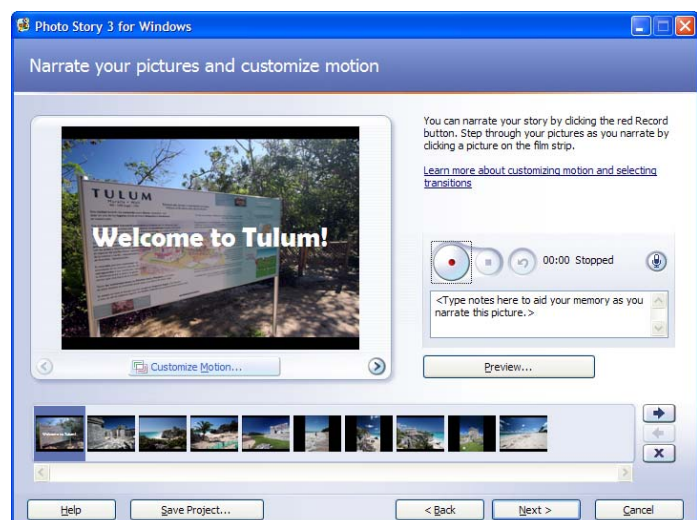 Photo Story 3 for Windows
Narrate your pictures and customize motion
You can narrate your story by clicking the red Record
button. Step through your pictures as you narrate by
clicking a picture on the film strip.
Learn more about customizing motion and selecting
transitions
TULUM
Welcome to Tulum!
00:00 Stopped
<Type notes here to aid your memory as you
narrate this picture.>
Customize Motion...
Preview...
Welcome to Tulum!
Help
Save Project...
< Back
Next >
Cancel